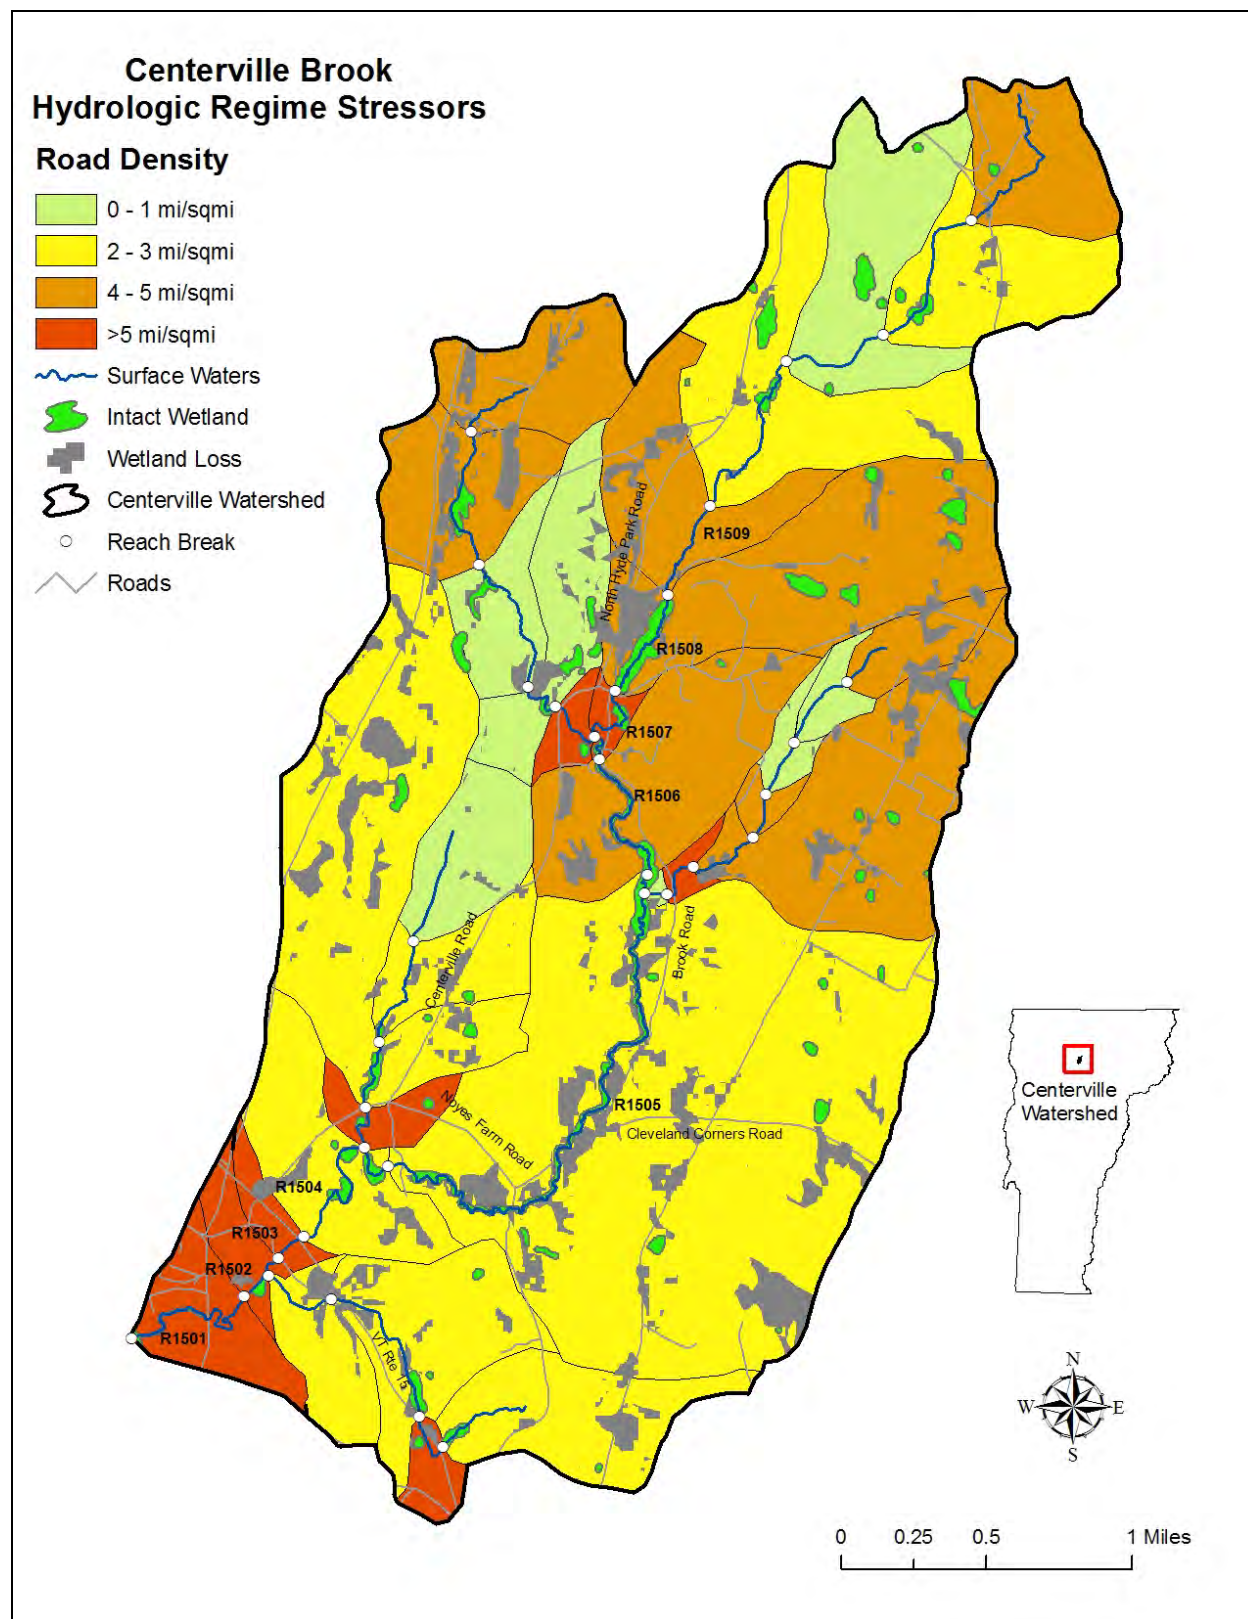 Centerville Brook
Hydrologic Regime Stressors
Road Density
0 - 1 mi/sqmi
2 - 3 mi/sqmi
4 - 5 mi/sqmi
>5 mi/sqmi
Surface Waters
Intact Wetland
Wetland Loss
Centerville Watershed
Reach Break
Roads
R1509
North Hyde Park Road
R1508
R1507
R1506
Brook Road
Centerville Road
R1505
Noyes Farm Road
Cleveland Corners Road
R1504
R1503
R1502
R1501
VT Rte 15
Centerville
Watershed
N
W
E
S
0
0.25
0.5
1 Miles